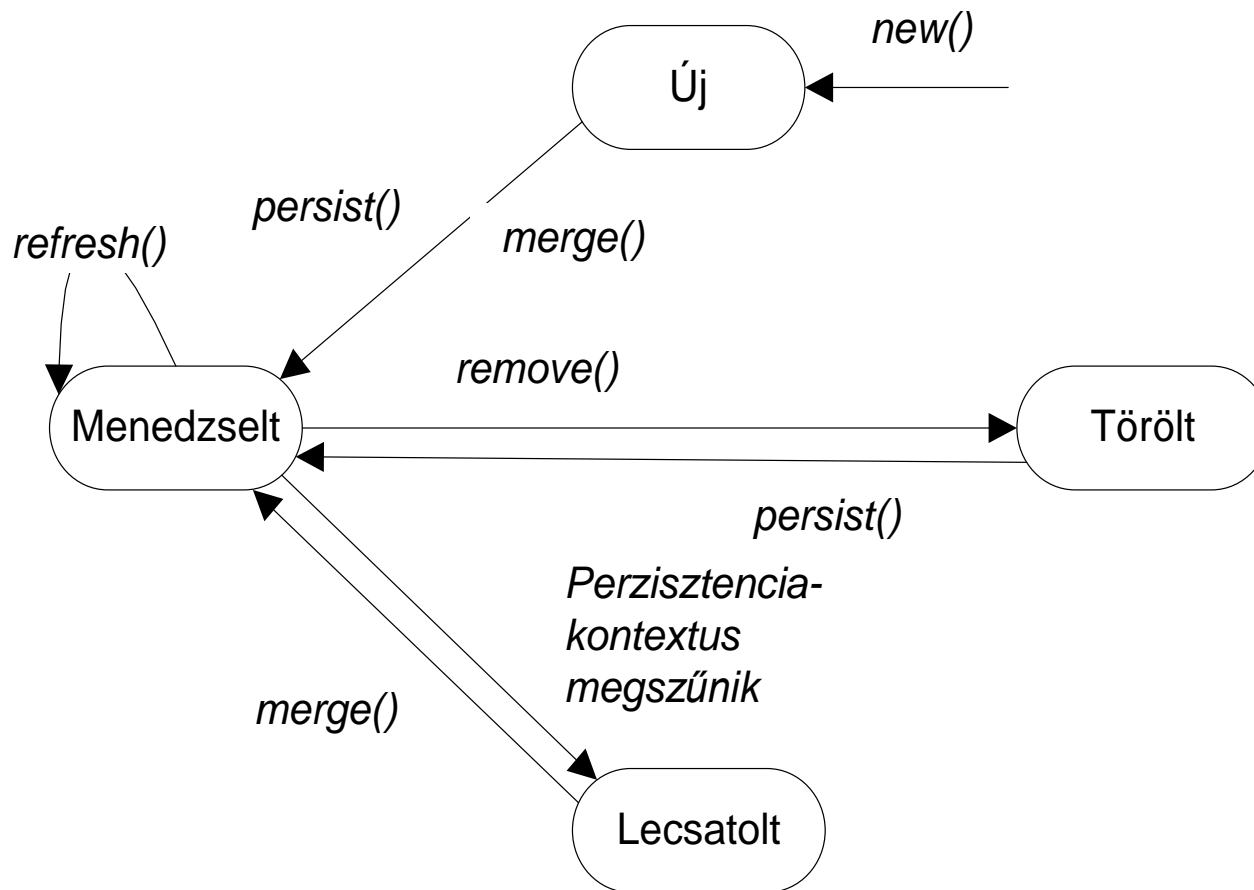 new()
Új
persist()
merge()
refresh()
remove()
Menedzselt
Törölt
persist()
Perzisztencia-
kontextus
megszűnik
merge()
Lecsatolt